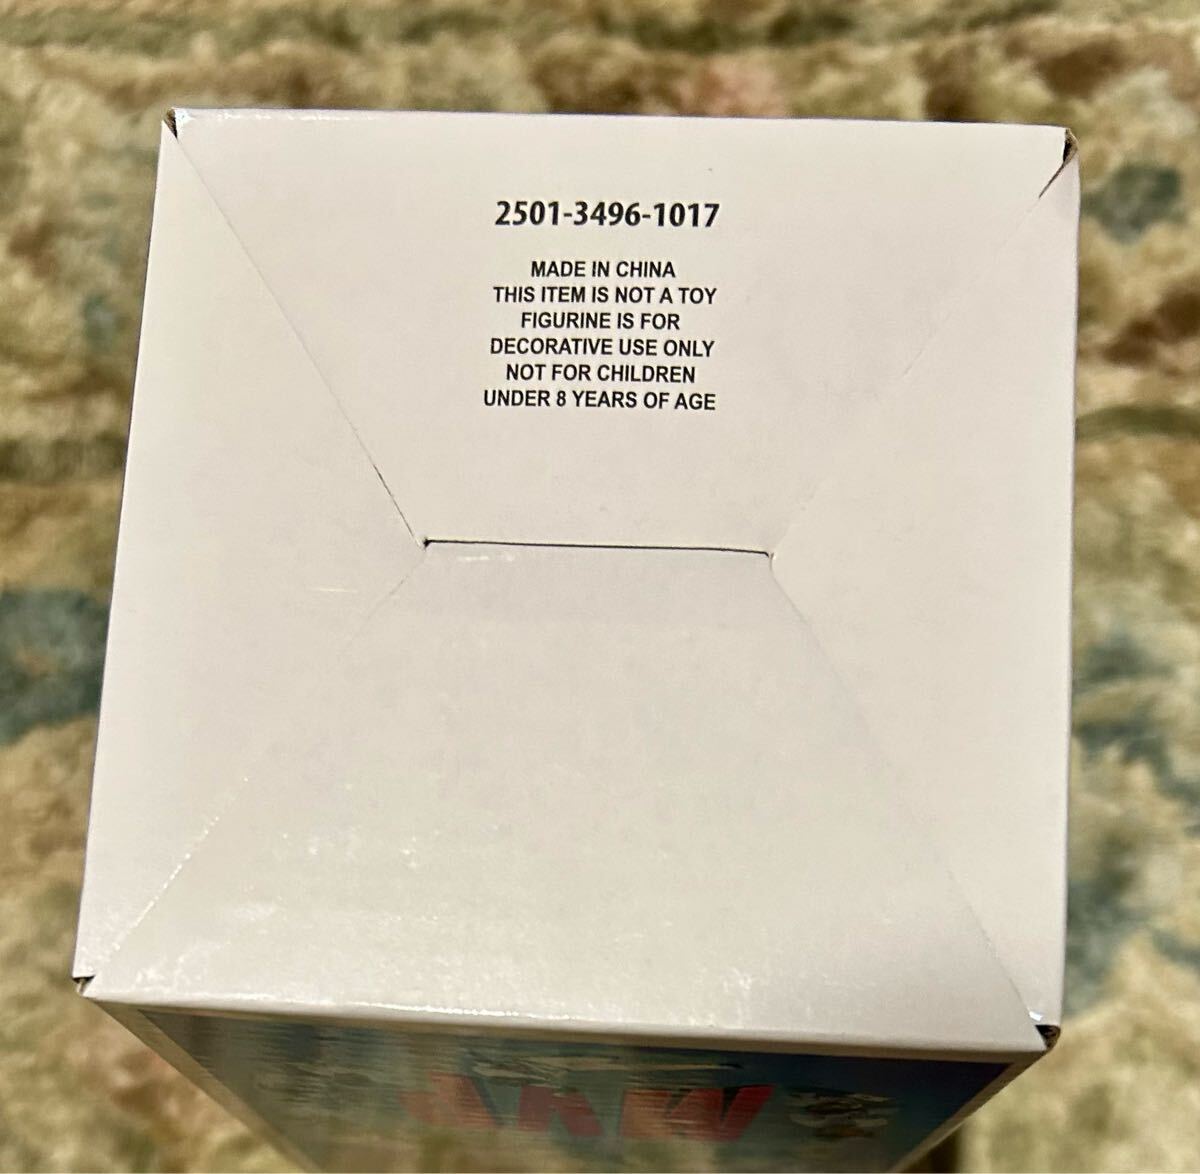 2501-3496-1017
MADE IN CHINA
THIS ITEM IS NOT A TOY
FIGURINE IS FOR
DECORATIVE USE ONLY
NOT FOR CHILDREN
UNDER 8 YEARS OF AGE